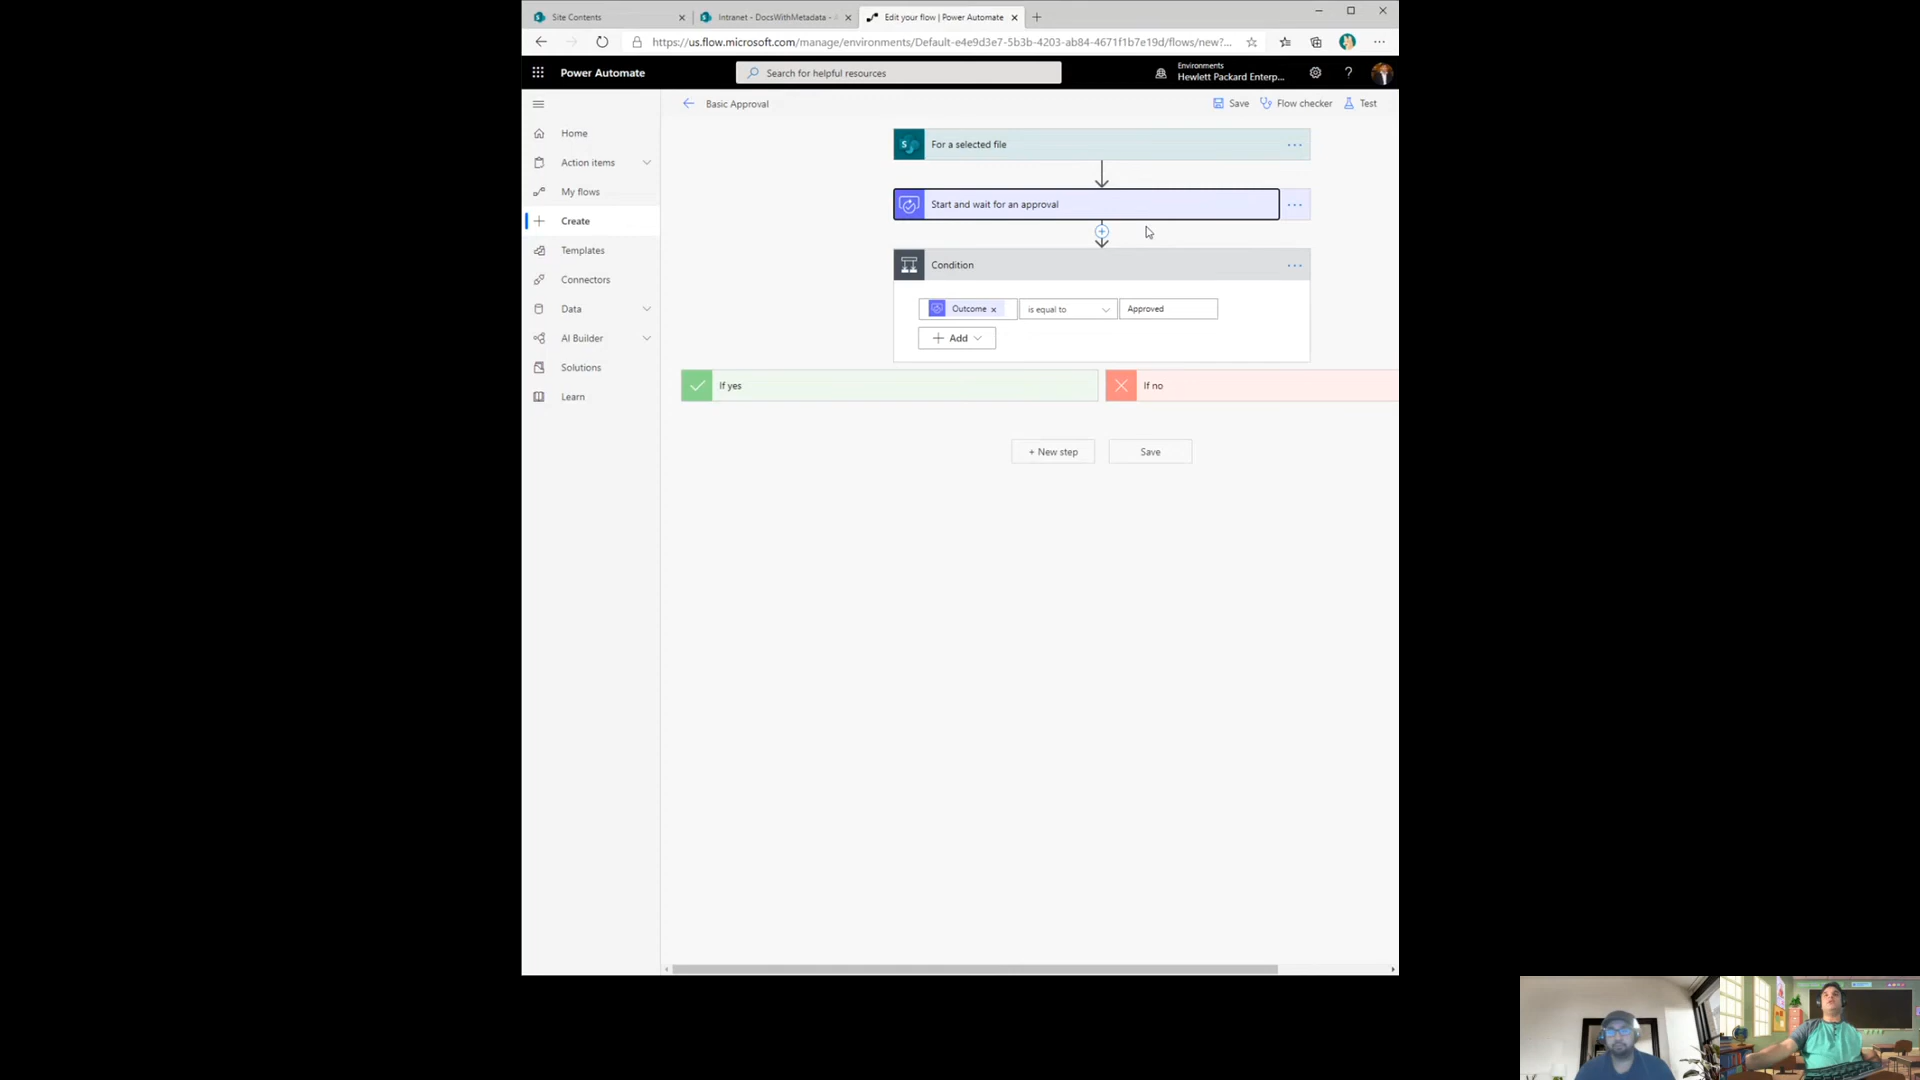 Site Contents
Intranet - DocsWithMetadata -
Edit your flow | Power Automate
https://us.flow.microsoft.com/manage/environments/Default-e4e9d3e7-5b3b-4203-ab84-4671f1b7e19d/flows/new?...
Power Automate
Search for helpful resources
Environments
Hewlett Packard Enterp...
Basic Approval
Save
Flow checker
Test
Home
Action items
My flows
Create
Templates
Connectors
Data
AI Builder
Solutions
Learn
For a selected file
Start and wait for an approval
Condition
Outcome
is equal to
Approved
Add
If yes
If no
+ New step
Save